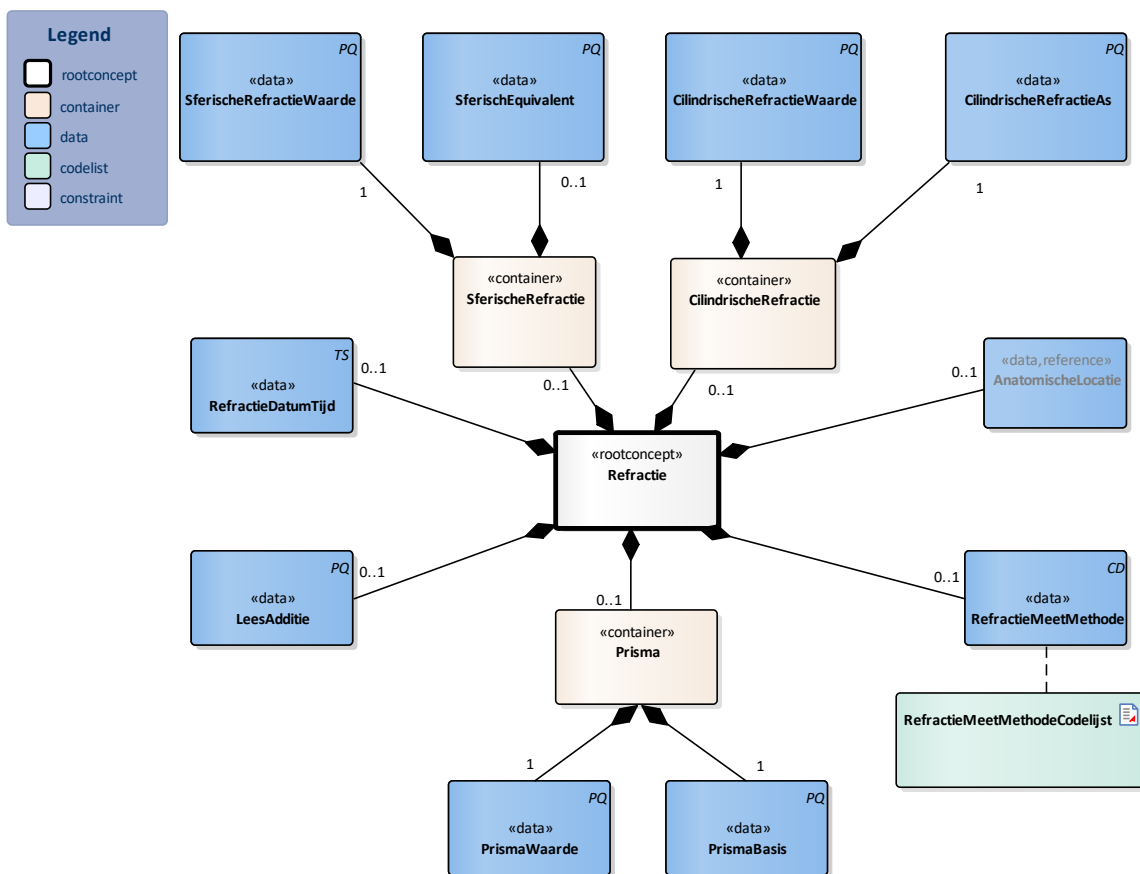 Legend
rootconcept
container
data
codelist
constraint
PQ
«data»
SferischeRefractieWaarde
PQ
«data»
SferischEquivalent
PQ
«data»
CilindrischeRefractieWaarde
PQ
«data»
CilindrischeRefractieAs
1
0..1
1
1
«container»
SferischeRefractie
«container»
CilindrischeRefractie
TS
«data»
RefractieDatumTijd
0..1
0..1
0..1
0..1
«data,reference»
AnatomischeLocatie
«rootconcept»
Refractie
PQ
«data»
LeesAdditie
0..1
0..1
0..1
CD
«data»
RefractieMeetMethode
«container»
Prisma
RefractieMeetMethodeCodelijst
1
1
PQ
«data»
PrismaWaarde
PQ
«data»
PrismaBasis